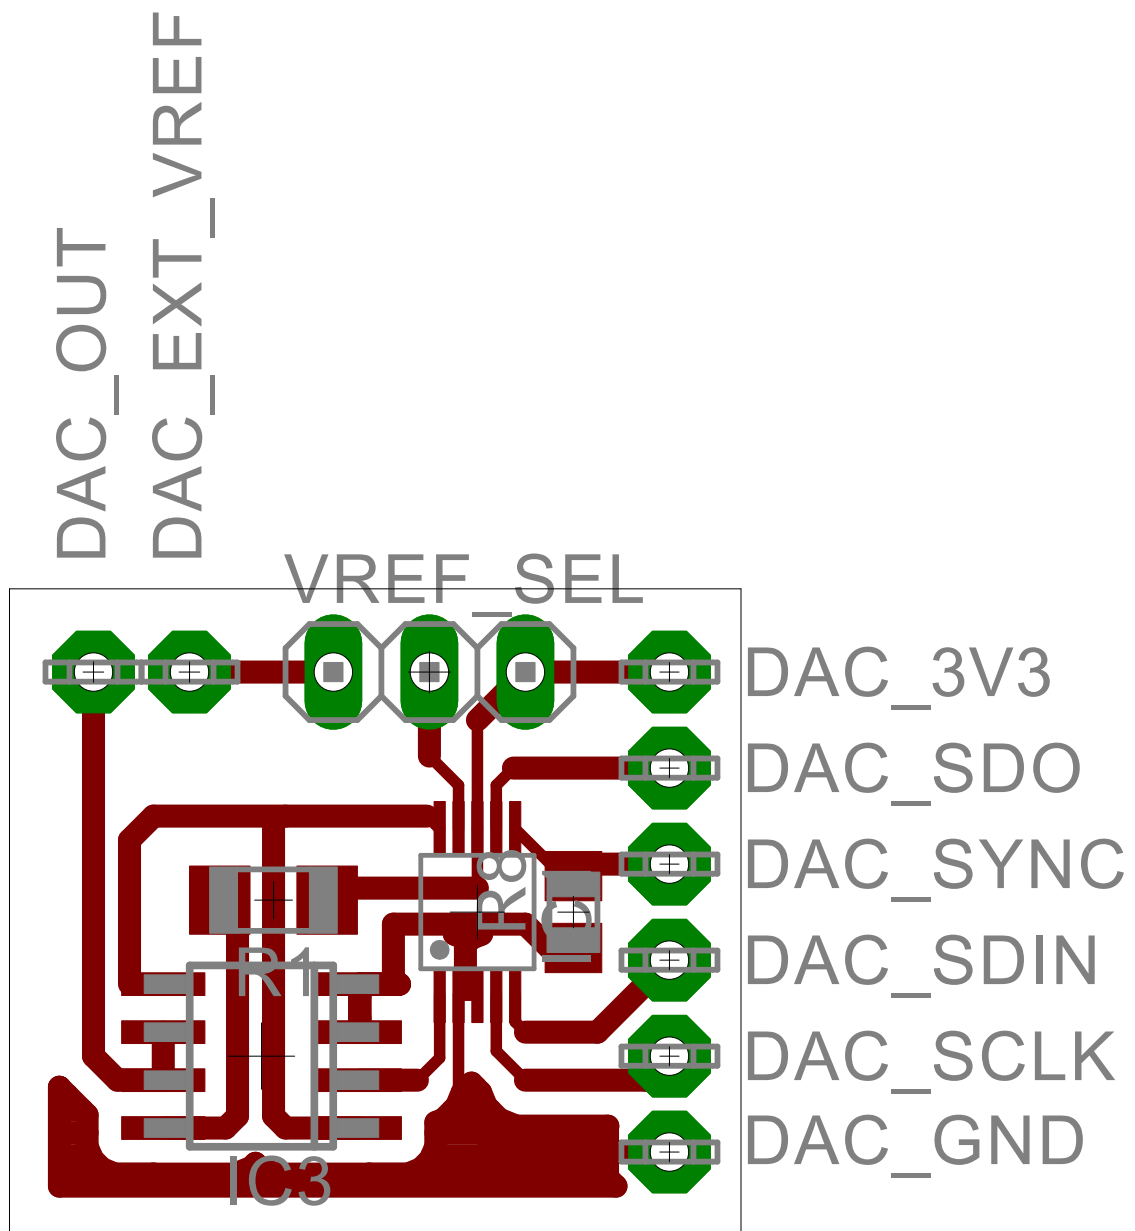 DAC_OUT
DAC_EXT_VREF
VREF_SEL
DAC_3V3
DAC_SDO
DAC_SYNC
R8
DAC_SDIN
R1
DAC_SCLK
DAC_GND
IC3